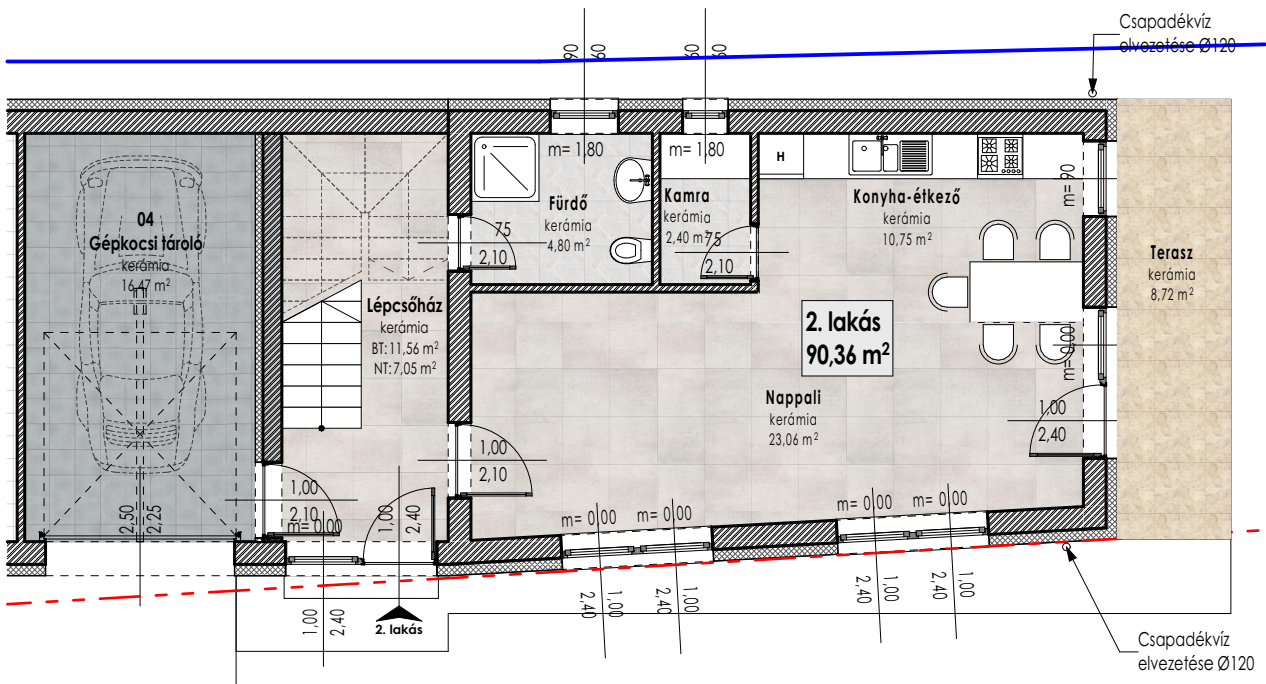 Csapadékvíz
elvezetése Ø120
90
60
60
60
m= 1,80
m= 1,80
H
04
Gépkocsi tároló
kerámia
16,47 m²
Fürdő
kerámia
4,80 m²
75
2,10
Kamra
kerámia
2,40 m²
75
2,10
Konyha-étkező
kerámia
10,75 m²
m= 90
Terasz
kerámia
8,72 m²
Lépcsőház
kerámia
BT:11,56 m²
NT:7,05 m²
2. lakás
90,36 m²
m= 0,00
Nappali
kerámia
23,06 m²
1,00
2,40
1,00
2,10
1,00
2,10
m= 0,00
2,50
2,25
1,00
2,40
m= 0,00
m= 0,00
m= 0,00
m= 0,00
1,00
2,40
2. lakás
2,40
1,00
2,40
1,00
2,40
1,00
2,40
1,00
Csapadékvíz
elvezetése Ø120